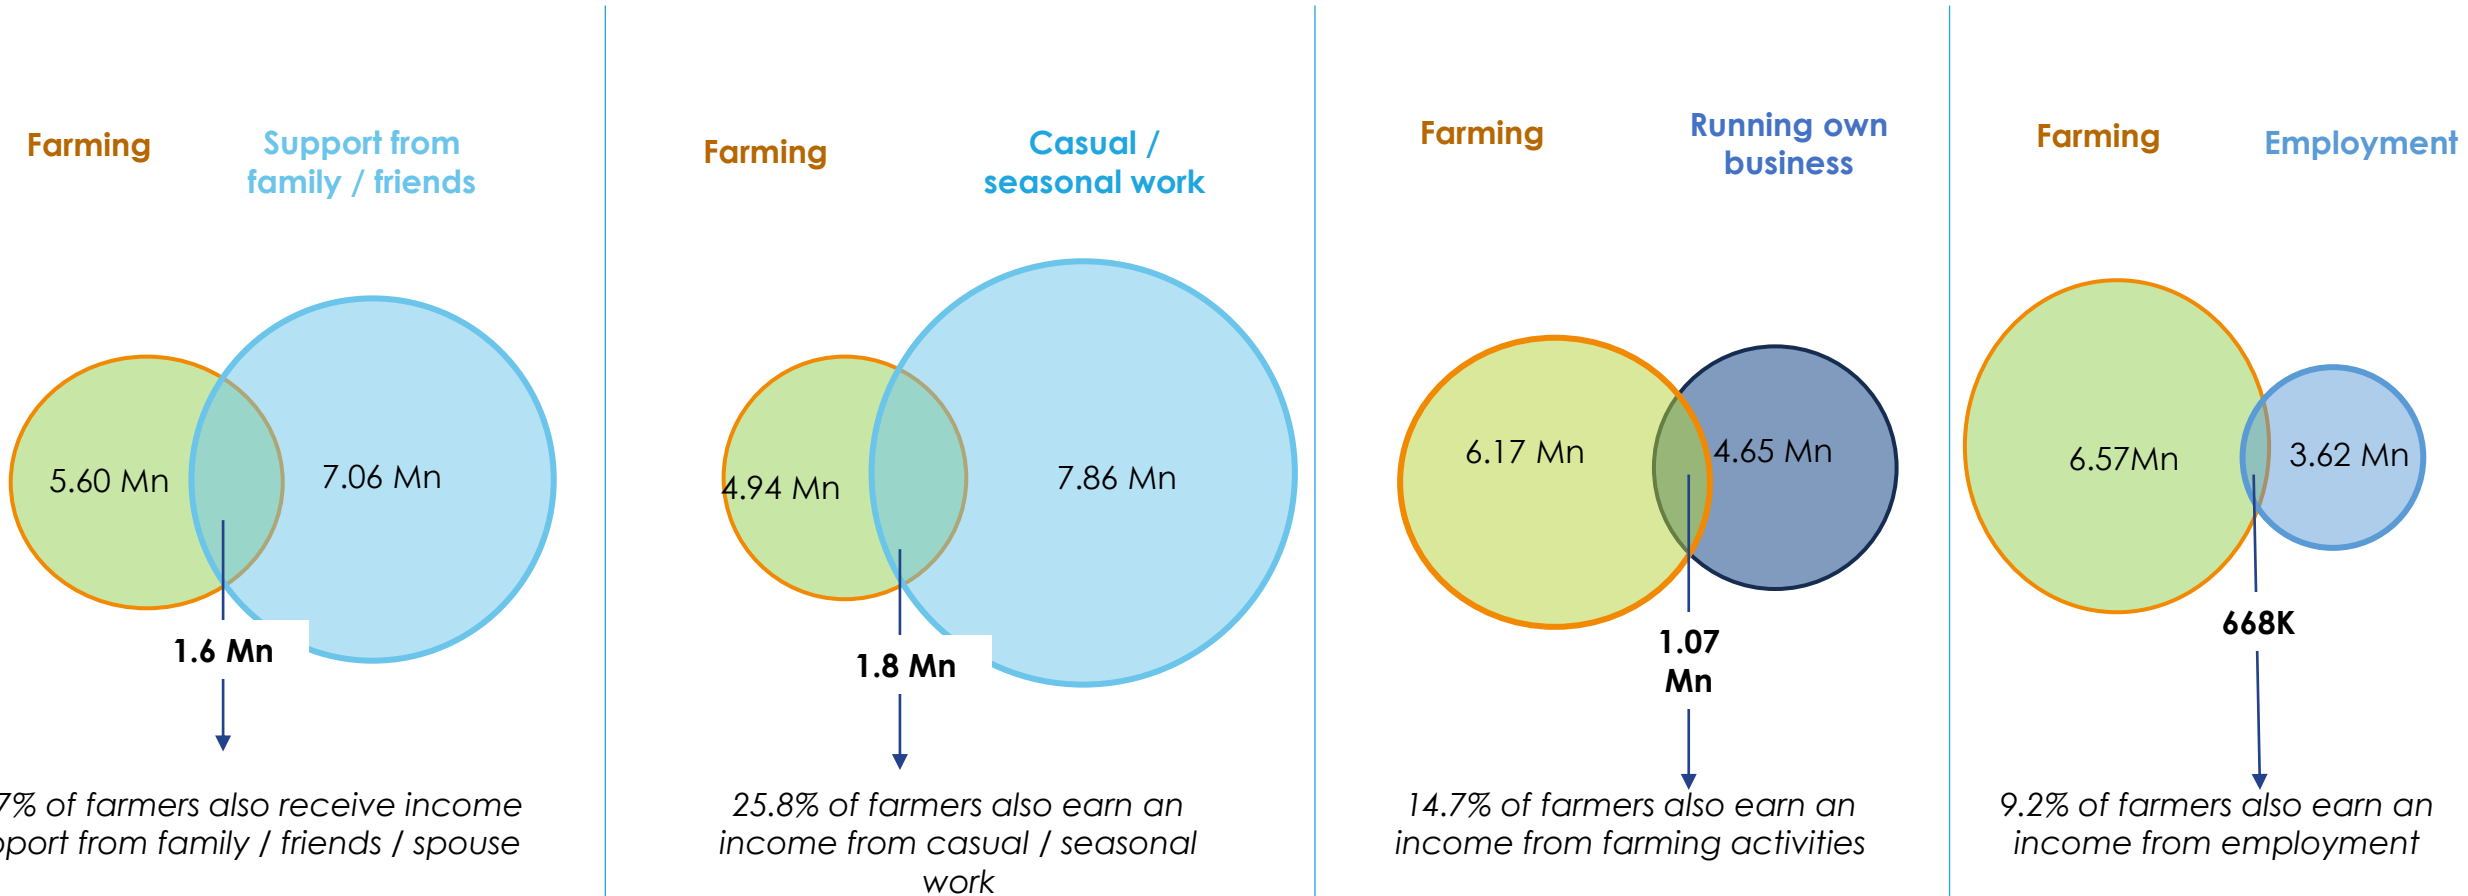 Farming
Support from
family / friends
5.60 Mn
7.06 Mn
1.6 Mn
7% of farmers also receive income
port from family / friends / spouse
Farming
Casual /
seasonal work
4.94 Mn
7.86 Mn
1.8 Mn
25.8% of farmers also earn an
income from casual / seasonal
work
Farming
Running own
business
6.17 Mn
4.65 Mn
1.07
Mn
14.7% of farmers also earn an
income from farming activities
Farming
Employment
6.57Mn
3.62 Mn
668K
9.2% of farmers also earn an
income from employment